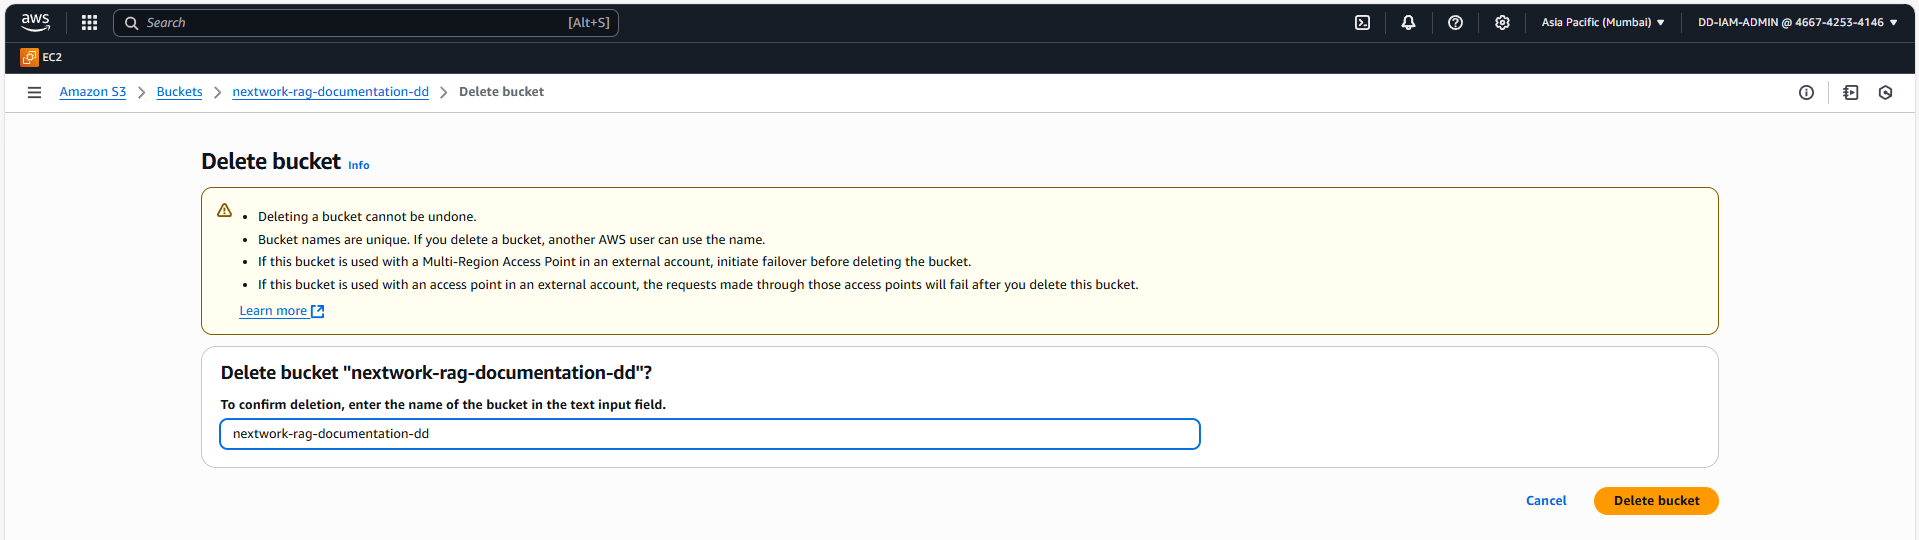 aws Search [Alt+S] Asia Pacific (Mumbai) DD-IAM-ADMIN @ 4667-4253-4146
EC2
Amazon S3 Buckets nextwork-rag-documentation-dd Delete bucket
Delete bucket Info
Deleting a bucket cannot be undone.
Bucket names are unique. If you delete a bucket, another AWS user can use the name.
If this bucket is used with a Multi-Region Access Point in an external account, initiate failover before deleting the bucket.
If this bucket is used with an access point in an external account, the requests made through those access points will fail after you delete this bucket.
Learn more
Delete bucket "nextwork-rag-documentation-dd"?
To confirm deletion, enter the name of the bucket in the text input field.
nextwork-rag-documentation-dd
Cancel Delete bucket